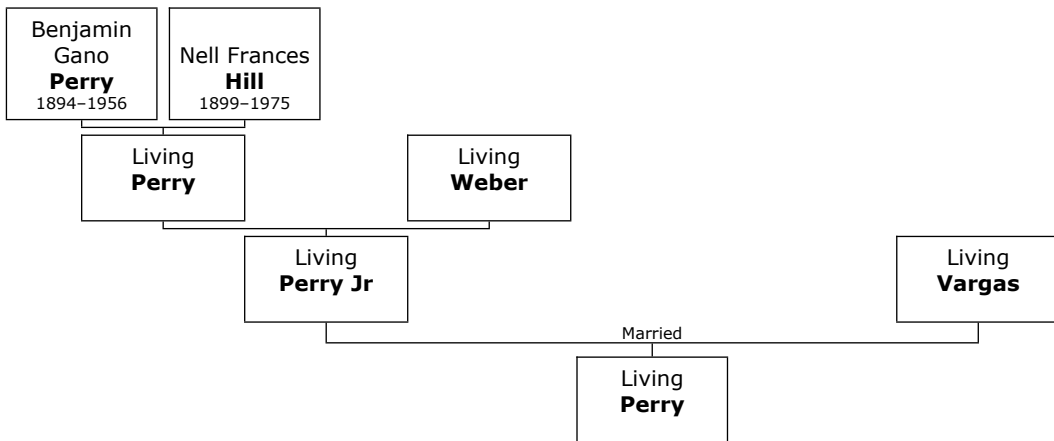 Benjamin
Gano
Perry
1894–1956
Nell Frances
Hill
1899–1975
Living
Perry
Living
Weber
Living
Perry Jr
Living
Vargas
Married
Living
Perry